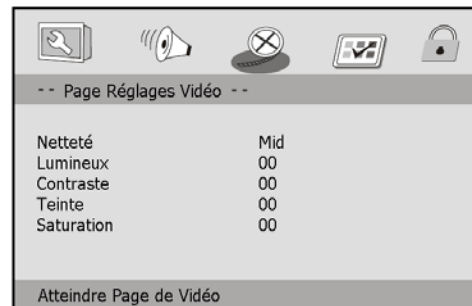 -- Page Réglages Vidéo --
Netteté Mid
Lumineux 00
Contraste 00
Teinte 00
Saturation 00
Atteindre Page de Vidéo